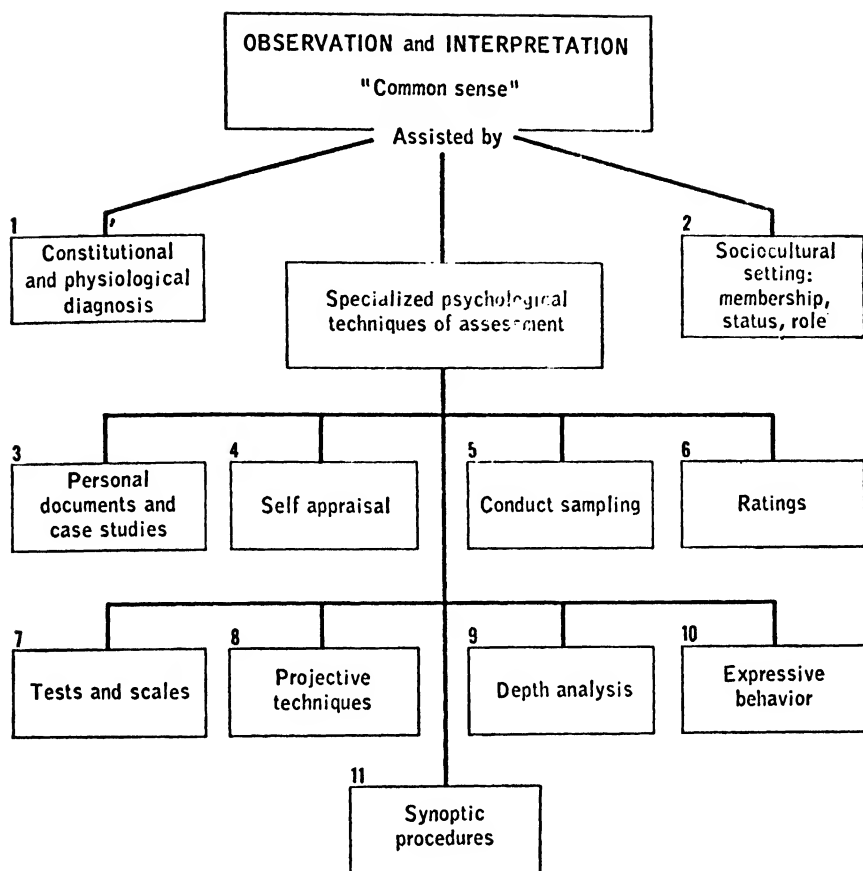 OBSERVATION and INTERPRETATION
"Common sense"
Assisted by
1
Constitutional
and physiological
diagnosis
2
Sociocultural
setting:
membership,
status, role
Specialized psychological
techniques of assessment
3
Personal
documents and
case studies
4
Self appraisal
5
Conduct sampling
6
Ratings
7
Tests and scales
8
Projective
techniques
9
Depth analysis
10
Expressive
behavior
11
Synoptic
procedures